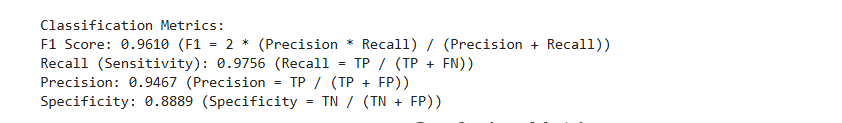 Classification Metrics:
F1 Score: 0.9610 (F1 = 2 * (Precision * Recall) / (Precision + Recall))
Recall (Sensitivity): 0.9756 (Recall = TP / (TP + FN))
Precision: 0.9467 (Precision = TP / (TP + FP))
Specificity: 0.8889 (Specificity = TN / (TN + FP))